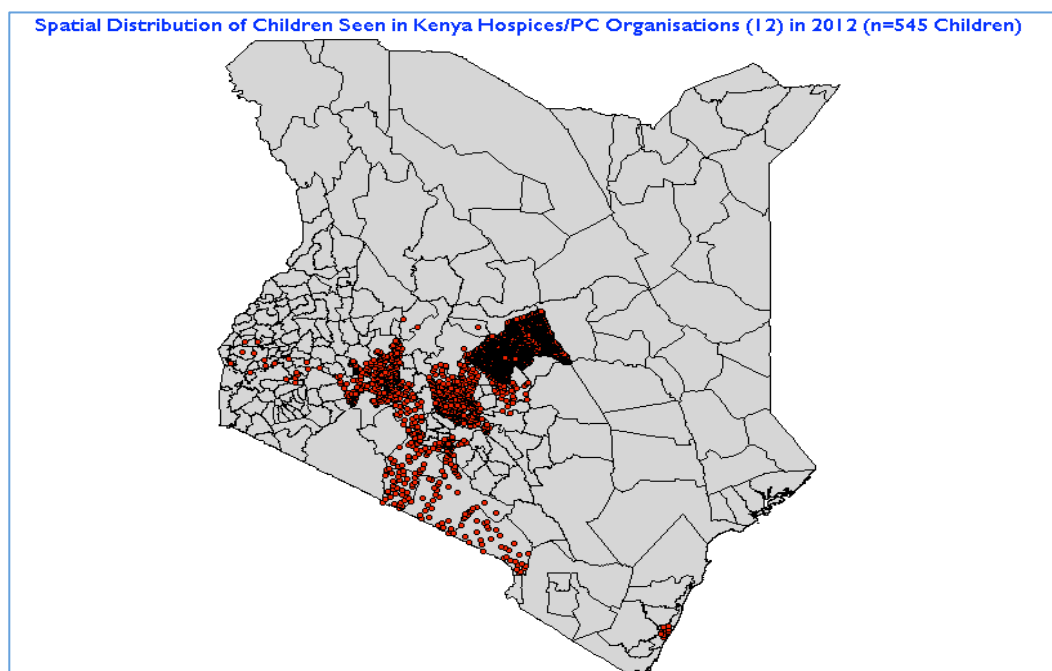 Spatial Distribution of Children Seen in Kenya Hospices/PC Organisations (12) in 2012 (n=545 Children)